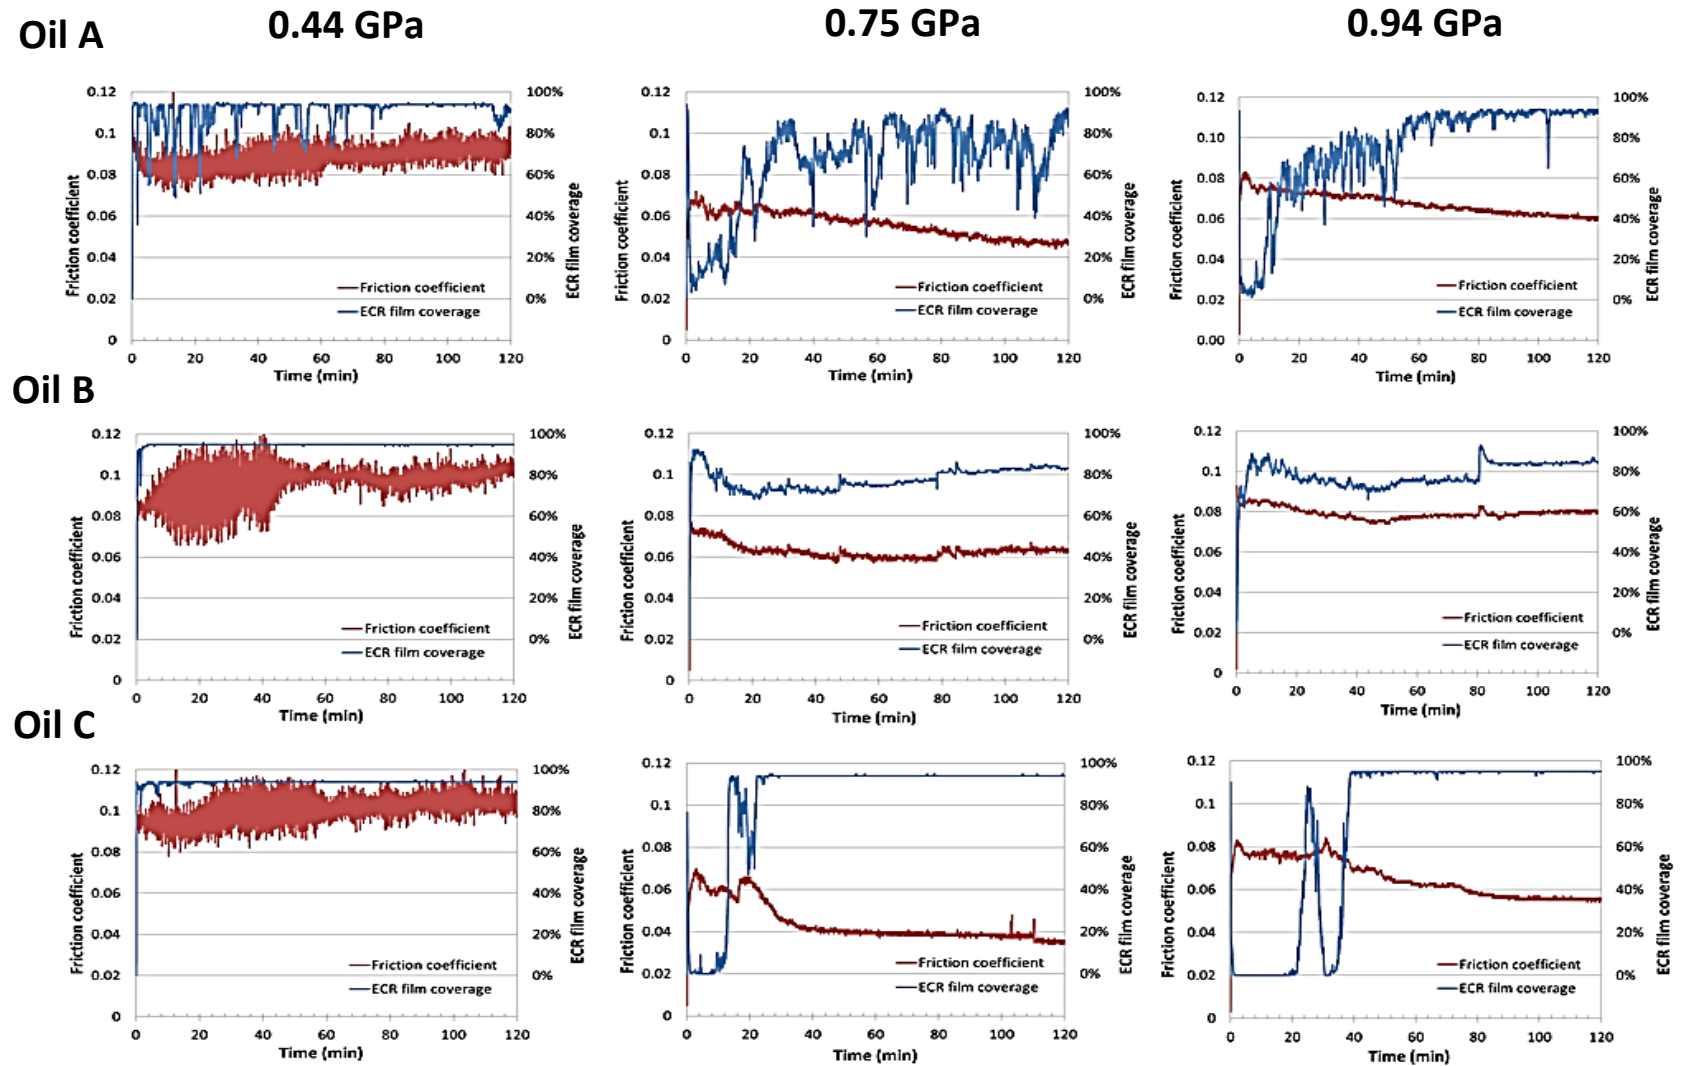 0.44 GPa 0.75 GPa 0.94 GPa
Oil A
0.12 0.1 0.08 0.06 0.04 0.02 0
100% 80% 60% 40% 20% 0%
Friction coefficient
ECR film coverage
Friction coefficient
ECR film coverage
0 20 40 60 80 100 120
Time (min)
0.12 0.1 0.08 0.06 0.04 0.02 0
100% 80% 60% 40% 20% 0%
Friction coefficient
ECR film coverage
Friction coefficient
ECR film coverage
0 20 40 60 80 100 120
Time (min)
0.12 0.10 0.08 0.06 0.04 0.02 0.00
100% 80% 60% 40% 20% 0%
Friction coefficient
ECR film coverage
Friction coefficient
ECR film coverage
0 20 40 60 80 100 120
Time (min)
Oil B
0.12 0.1 0.08 0.06 0.04 0.02 0
100% 80% 60% 40% 20% 0%
Friction coefficient
ECR film coverage
Friction coefficient
ECR film coverage
0 20 40 60 80 100 120
Time (min)
0.12 0.1 0.08 0.06 0.04 0.02 0
100% 80% 60% 40% 20% 0%
Friction coefficient
ECR film coverage
Friction coefficient
ECR film coverage
0 20 40 60 80 100 120
Time (min)
0.12 0.1 0.08 0.06 0.04 0.02 0
100% 80% 60% 40% 20% 0%
Friction coefficient
ECR film coverage
Friction coefficient
ECR film coverage
0 20 40 60 80 100 120
Time (min)
Oil C
0.12 0.1 0.08 0.06 0.04 0.02 0
100% 80% 60% 40% 20% 0%
Friction coefficient
ECR film coverage
Friction coefficient
ECR film coverage
0 20 40 60 80 100 120
Time (min)
0.12 0.1 0.08 0.06 0.04 0.02 0
100% 80% 60% 40% 20% 0%
Friction coefficient
ECR film coverage
Friction coefficient
ECR film coverage
0 20 40 60 80 100 120
Time (min)
0.12 0.1 0.08 0.06 0.04 0.02 0
100% 80% 60% 40% 20% 0%
Friction coefficient
ECR film coverage
Friction coefficient
ECR film coverage
0 20 40 60 80 100 120
Time (min)